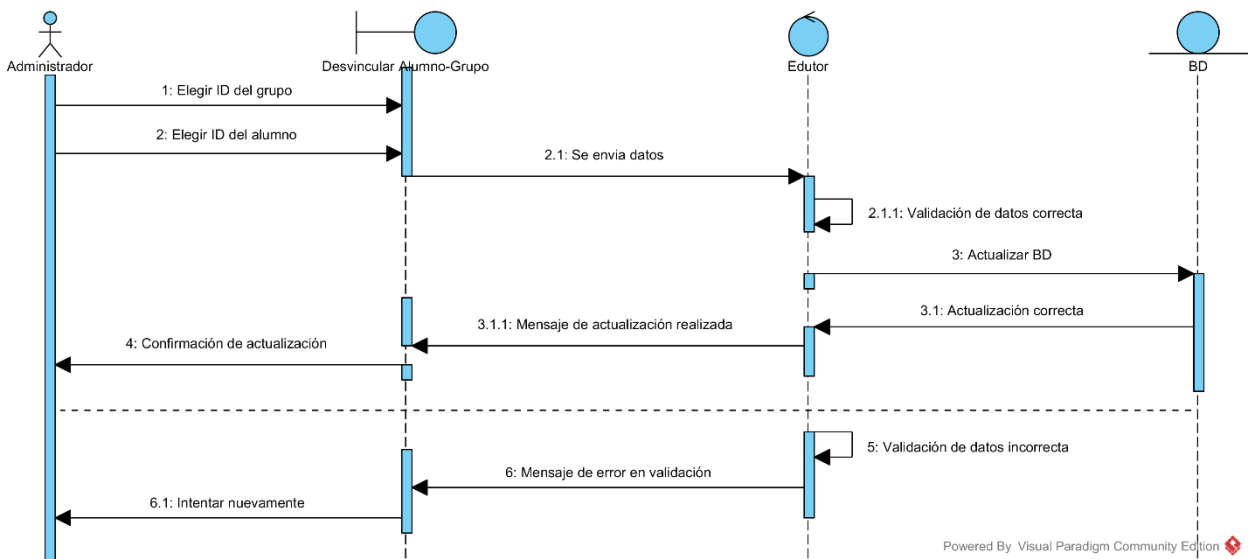 Administrador
Desvincular Alumno-Grupo
Edutor
BD
1: Elegir ID del grupo
2: Elegir ID del alumno
2.1: Se envia datos
2.1.1: Validación de datos correcta
3: Actualizar BD
3.1: Actualización correcta
3.1.1: Mensaje de actualización realizada
4: Confirmación de actualización
5: Validación de datos incorrecta
6: Mensaje de error en validación
6.1: Intentar nuevamente
Powered By Visual Paradigm Community Edition